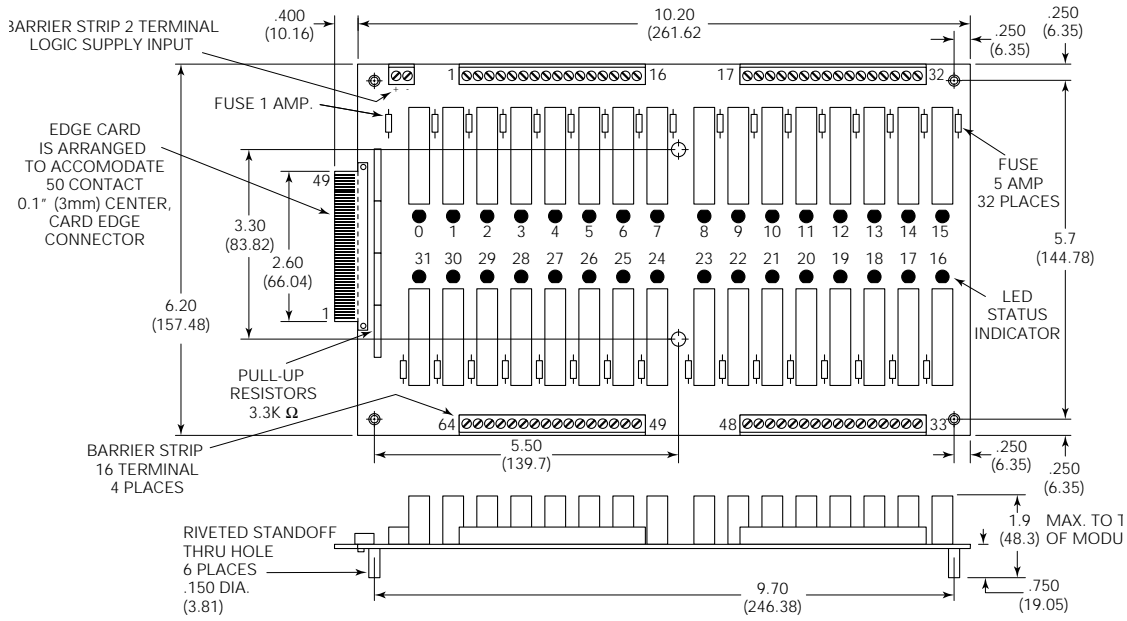 .400
(10.16)
10.20
(261.62
.250
(6.35)
.250
(6.35)
BARRIER STRIP 2 TERMINAL
LOGIC SUPPLY INPUT
1
16
17
32
+ -
FUSE 1 AMP.
EDGE CARD
IS ARRANGED
TO ACCOMODATE
50 CONTACT
0.1" (3mm) CENTER,
CARD EDGE
CONNECTOR
49
1
3.30
(83.82)
2.60
(66.04)
6.20
(157.48)
FUSE
5 AMP
32 PLACES
0 1 2 3 4 5 6 7 8 9 10 11 12 13 14 15
31 30 29 28 27 26 25 24 23 22 21 20 19 18 17 16
5.7
(144.78)
LED
STATUS
INDICATOR
PULL-UP
RESISTORS
3.3K Ω
64
49
48
33
BARRIER STRIP
16 TERMINAL
4 PLACES
5.50
(139.7)
.250
(6.35)
.250
(6.35)
RIVETED STANDOFF
THRU HOLE
6 PLACES
.150 DIA.
(3.81)
1.9
(48.3)
MAX. TO T
OF MODU
9.70
(246.38)
.750
(19.05)